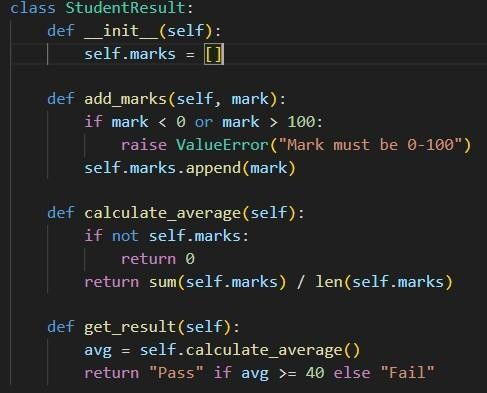 class StudentResult:
    def __init__(self):
        self.marks = []

    def add_marks(self, mark):
        if mark < 0 or mark > 100:
            raise ValueError("Mark must be 0-100")
        self.marks.append(mark)

    def calculate_average(self):
        if not self.marks:
            return 0
        return sum(self.marks) / len(self.marks)

    def get_result(self):
        avg = self.calculate_average()
        return "Pass" if avg >= 40 else "Fail"